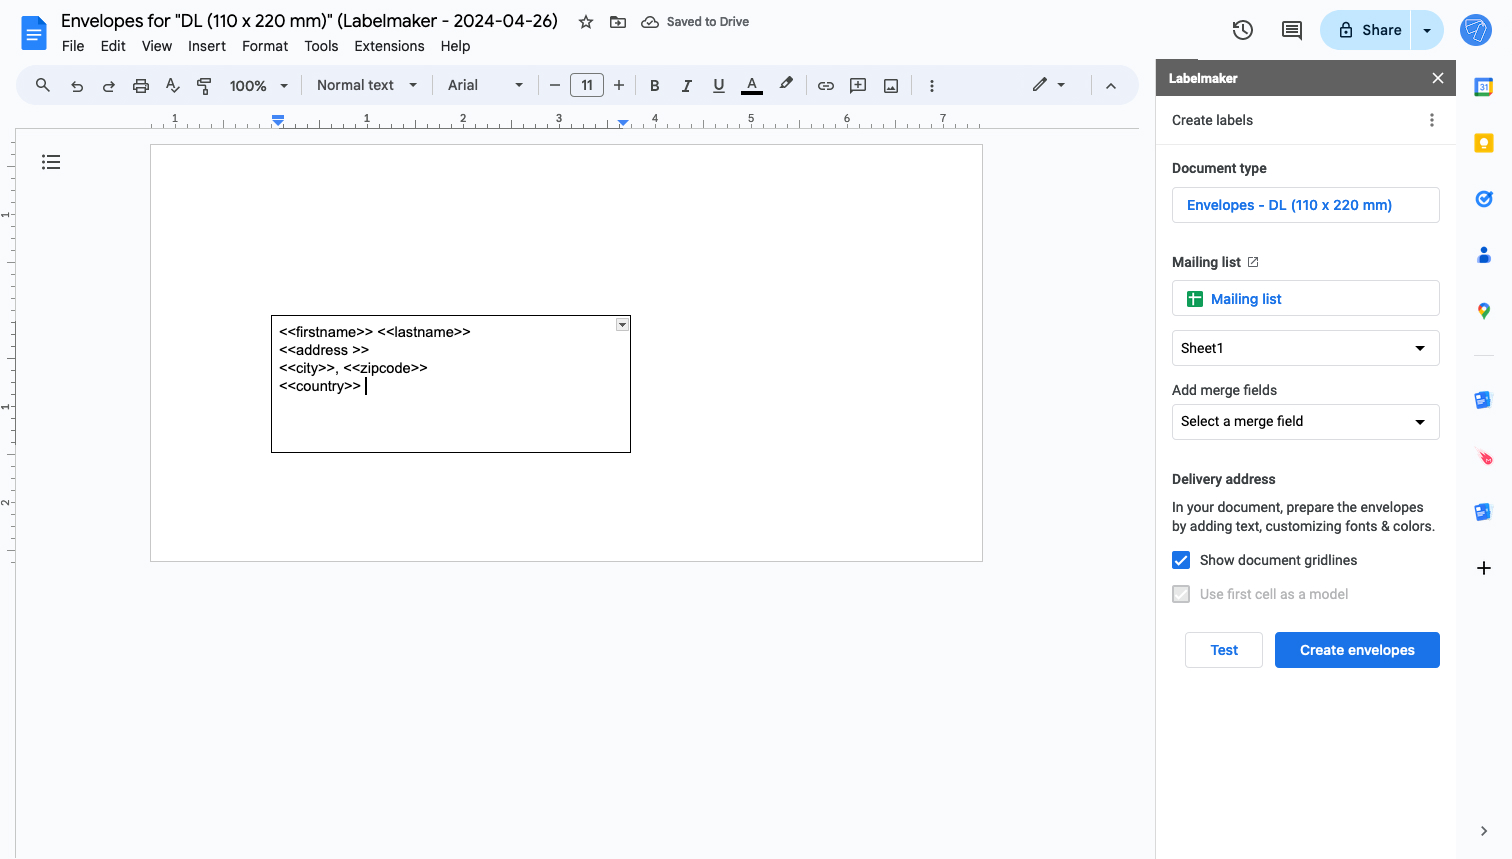 Envelopes for "DL (110 x 220 mm)" (Labelmaker - 2024-04-26)
Saved to Drive
File Edit View Insert Format Tools Extensions Help
Share
100% Normal text Arial 11 B I U A
1 1 2 3 4 5 6 7
1
1
2
<<firstname>> <<lastname>>
<<address >>
<<city>>, <<zipcode>>
<<country>>
Labelmaker
Create labels
Document type
Envelopes - DL (110 x 220 mm)
Mailing list
Mailing list
Sheet1
Add merge fields
Select a merge field
Delivery address
In your document, prepare the envelopes
by adding text, customizing fonts & colors.
Show document gridlines
Use first cell as a model
Test Create envelopes
31